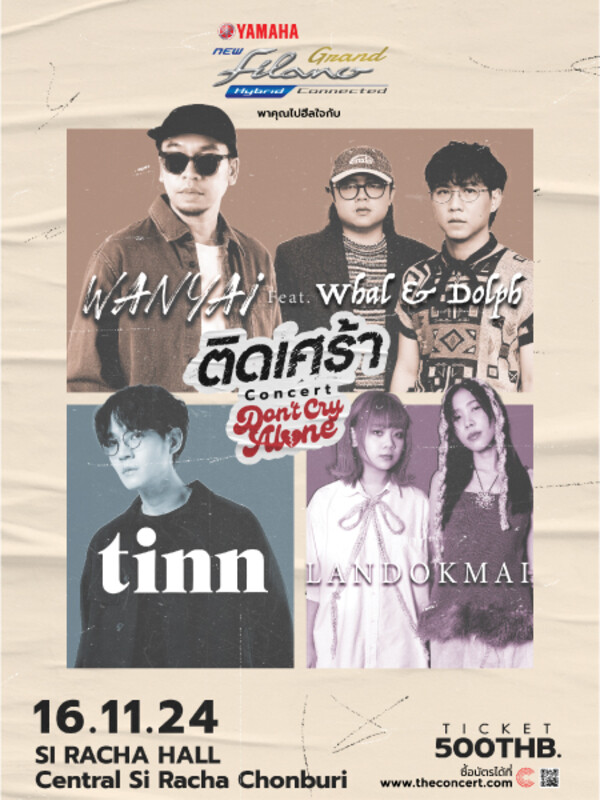 YAMAHA
NEW Grand
Filano
Hybrid Connected
พาคุณไปฮีลใจกับ
WANYAi Feat. Whal & Dolph
ติดเศร้า
Concert
Don't Cry
Alone
tinn
LANDOKMAI
16.11.24
SI RACHA HALL
Central Si Racha Chonburi
TICKET
500THB.
ซื้อบัตรได้ที่
www.theconcert.com